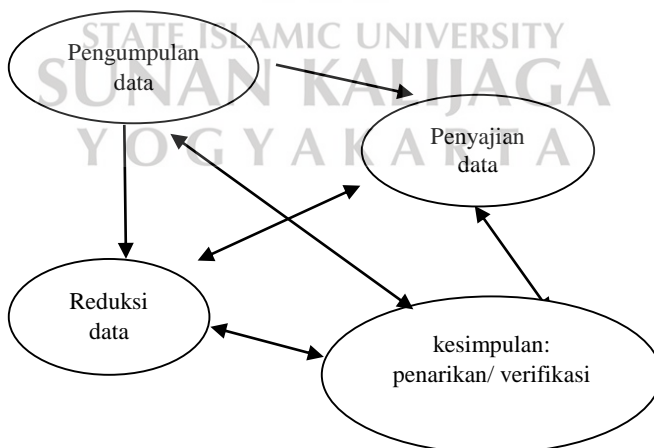 STATE ISLAMIC UNIVERSITY
SUNAN KALIJAGA
YOGYAKARTA
Pengumpulan
data
Penyajian
data
Reduksi
data
kesimpulan:
penarikan/ verifikasi